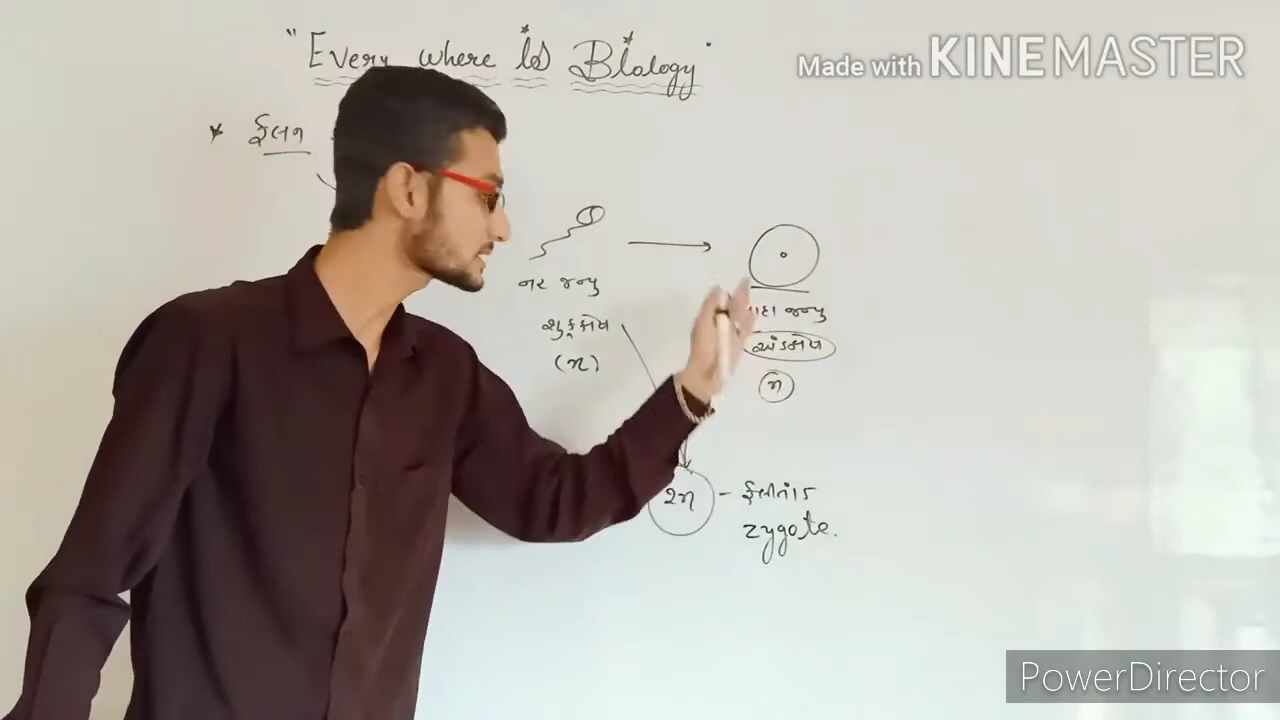 "Every where is Biology"
Made with KINEMASTER
* ફલન
નર જન્યુ
શુક્રકોષ
(n)
જન્યુ
અંડકોષ
n
2n - ફલીતાંડ
zygote.
PowerDirector